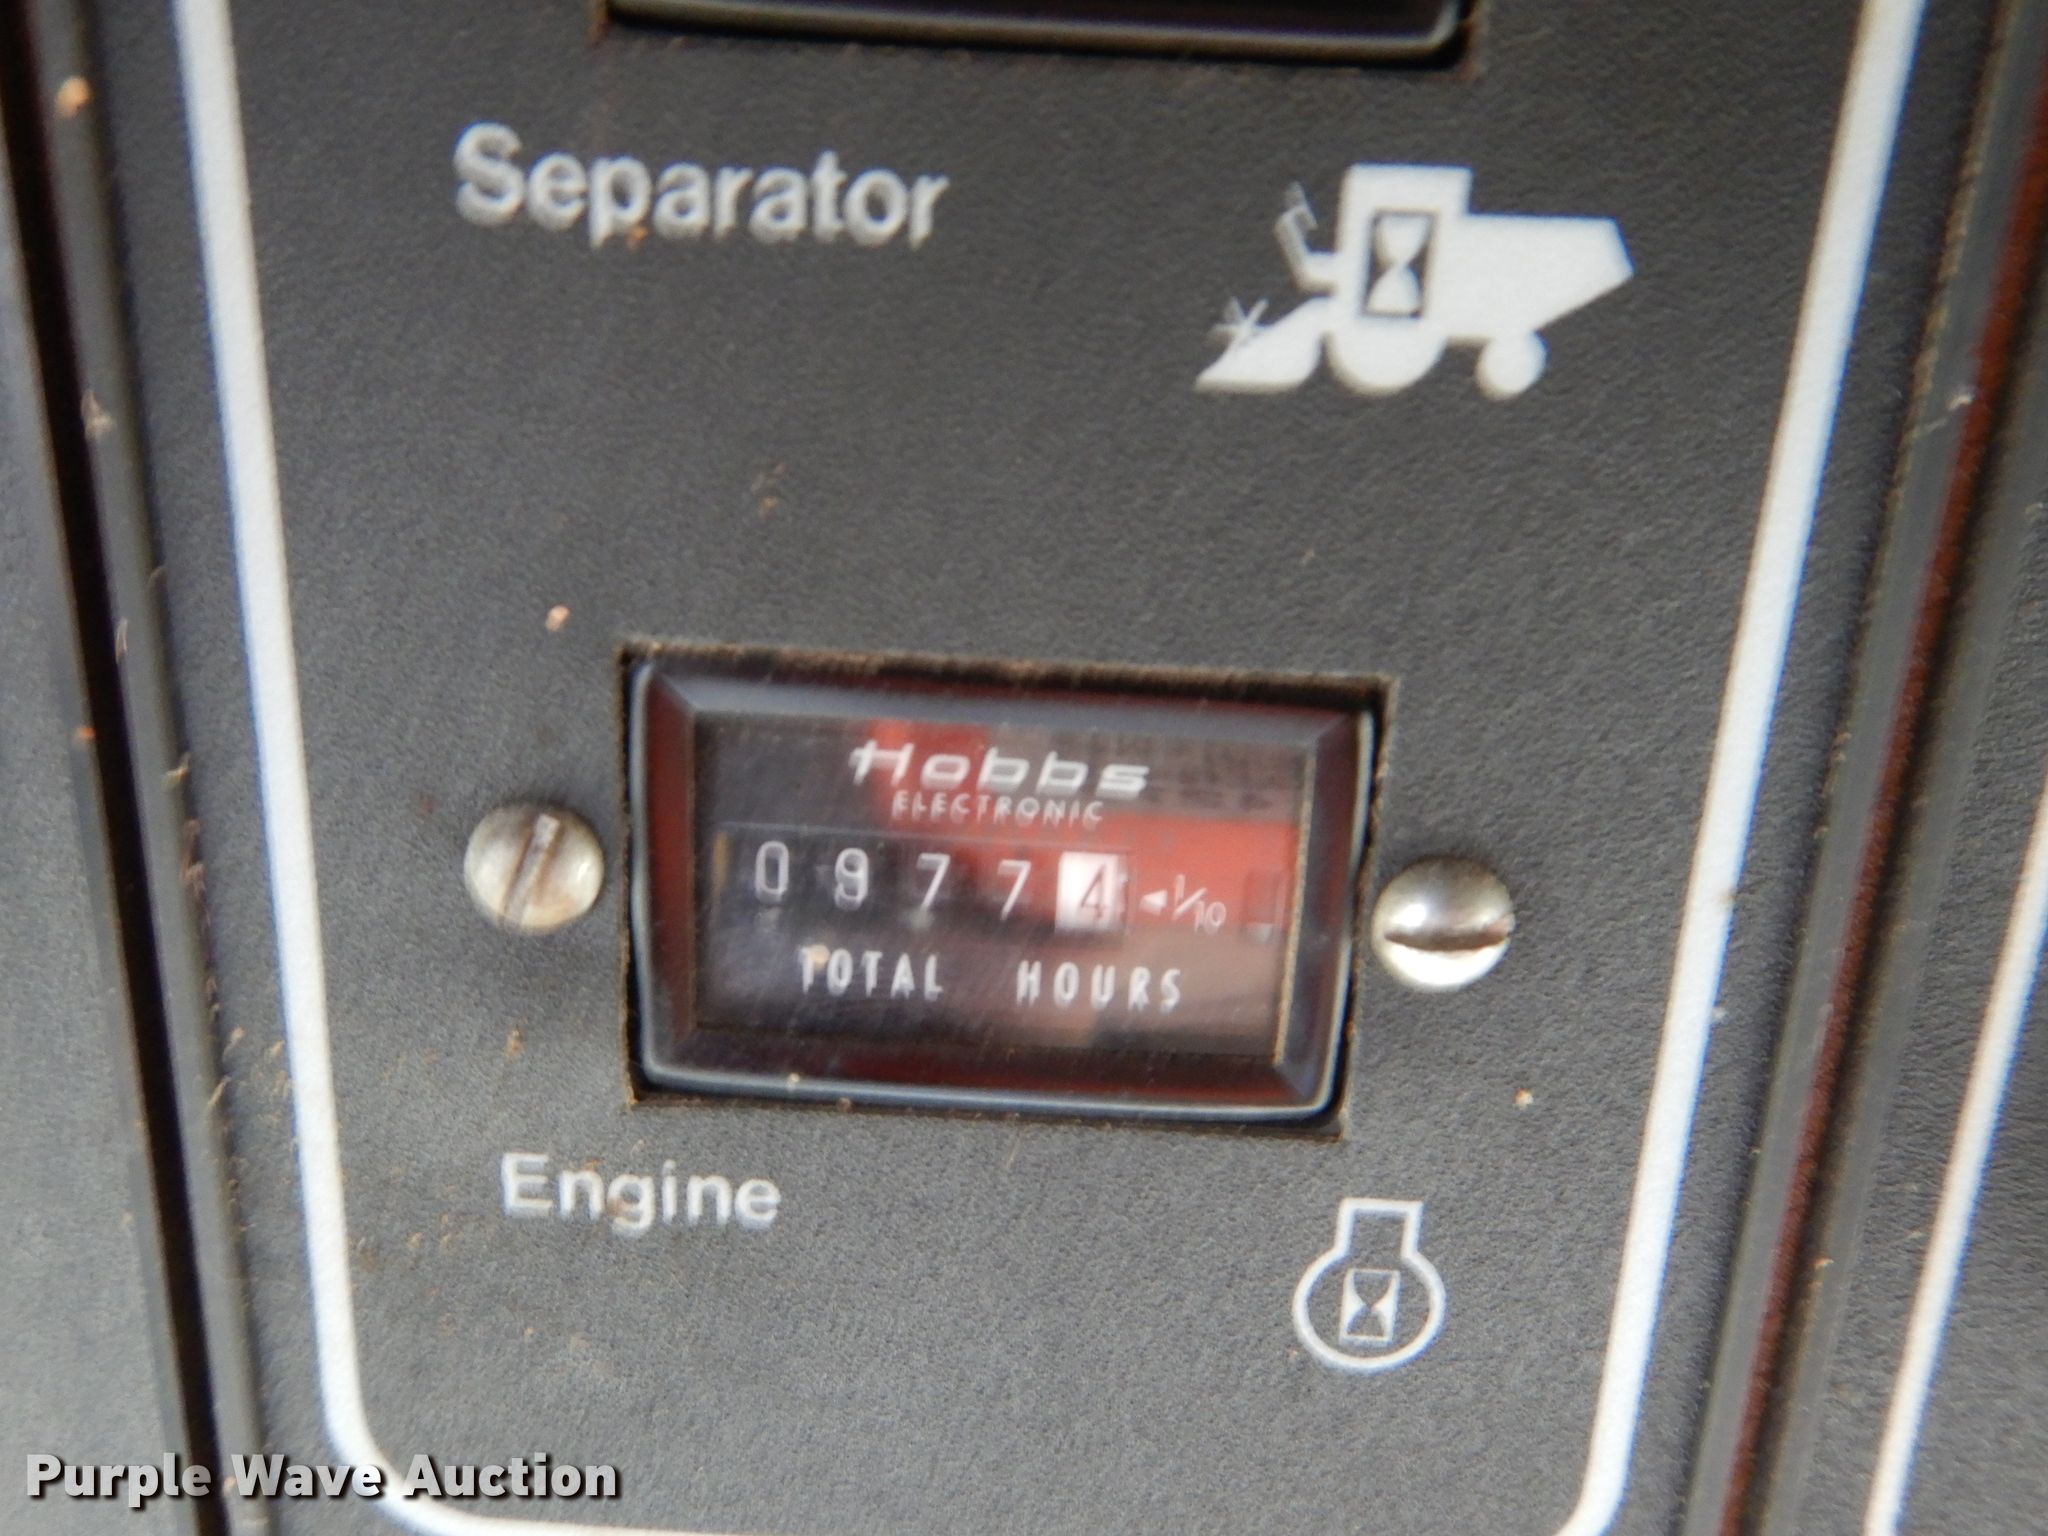 Separator
Hobbs
ELECTRONIC
0 9 7 7 4 ◄ 1/10
TOTAL HOURS
Engine
Purple Wave Auction